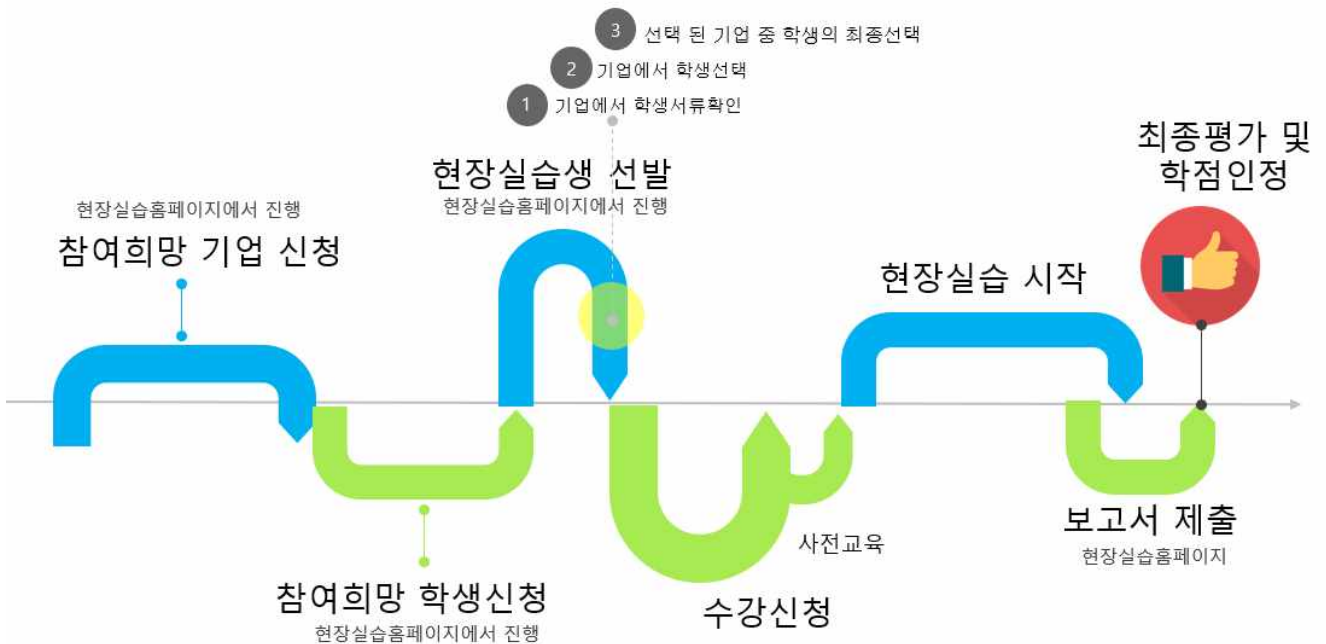 3 선택 된 기업 중 학생의 최종선택
2 기업에서 학생선택
1 기업에서 학생서류확인
최종평가 및
학점인정
현장실습생 선발
현장실습홈페이지에서 진행
현장실습홈페이지에서 진행
참여희망 기업 신청
현장실습 시작
보고서 제출
현장실습홈페이지
사전교육
수강신청
참여희망 학생신청
현장실습홈페이지에서 진행